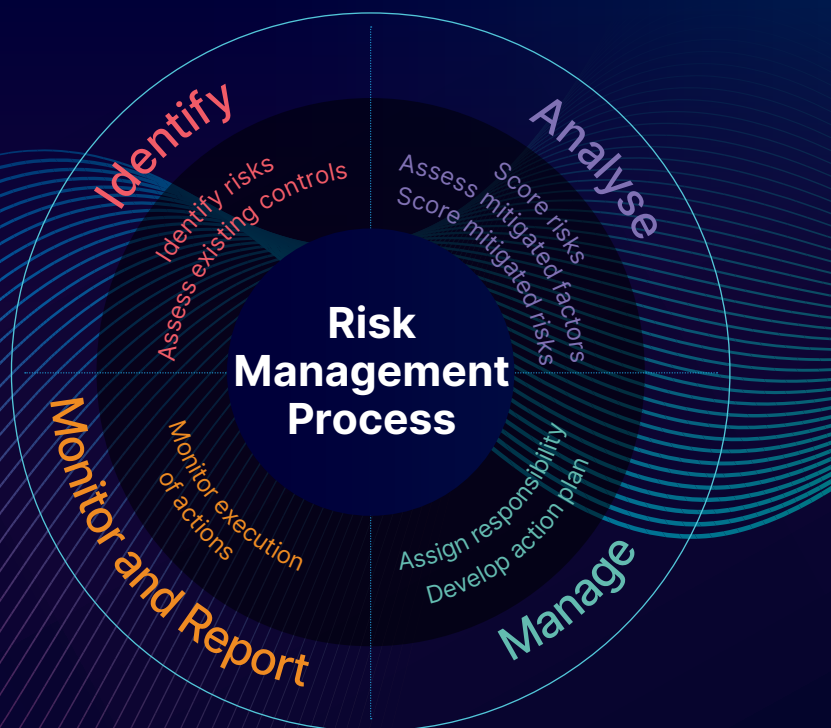 Identify
Identify risks
Assess existing controls
Analyse
Score risks
Assess mitigated factors
Score mitigated risks
Risk
Management
Process
Monitor and Report
Monitor execution
of actions
Assign responsibility
Develop action plan
Manage